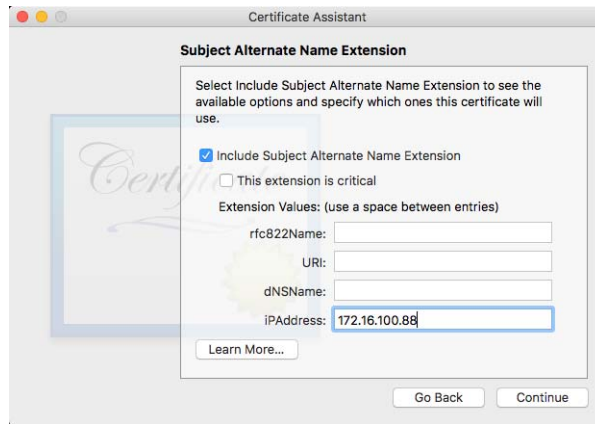 Certificate Assistant
Subject Alternate Name Extension
Select Include Subject Alternate Name Extension to see the
available options and specify which ones this certificate will
use.
Include Subject Alternate Name Extension
This extension is critical
Extension Values: (use a space between entries)
rfc822Name:
URI:
dNSName:
iPAddress: 172.16.100.88
Learn More...
Go Back Continue